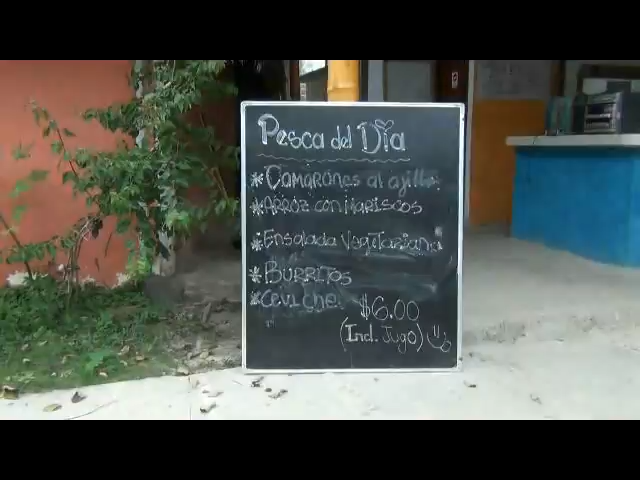 Pesca del Día
*Camarones al ajillo.
*Arroz con Mariscos
*Ensalada Vegetariana
*Burritos
*Ceviche.
$6.00
(Incl. Jugo)